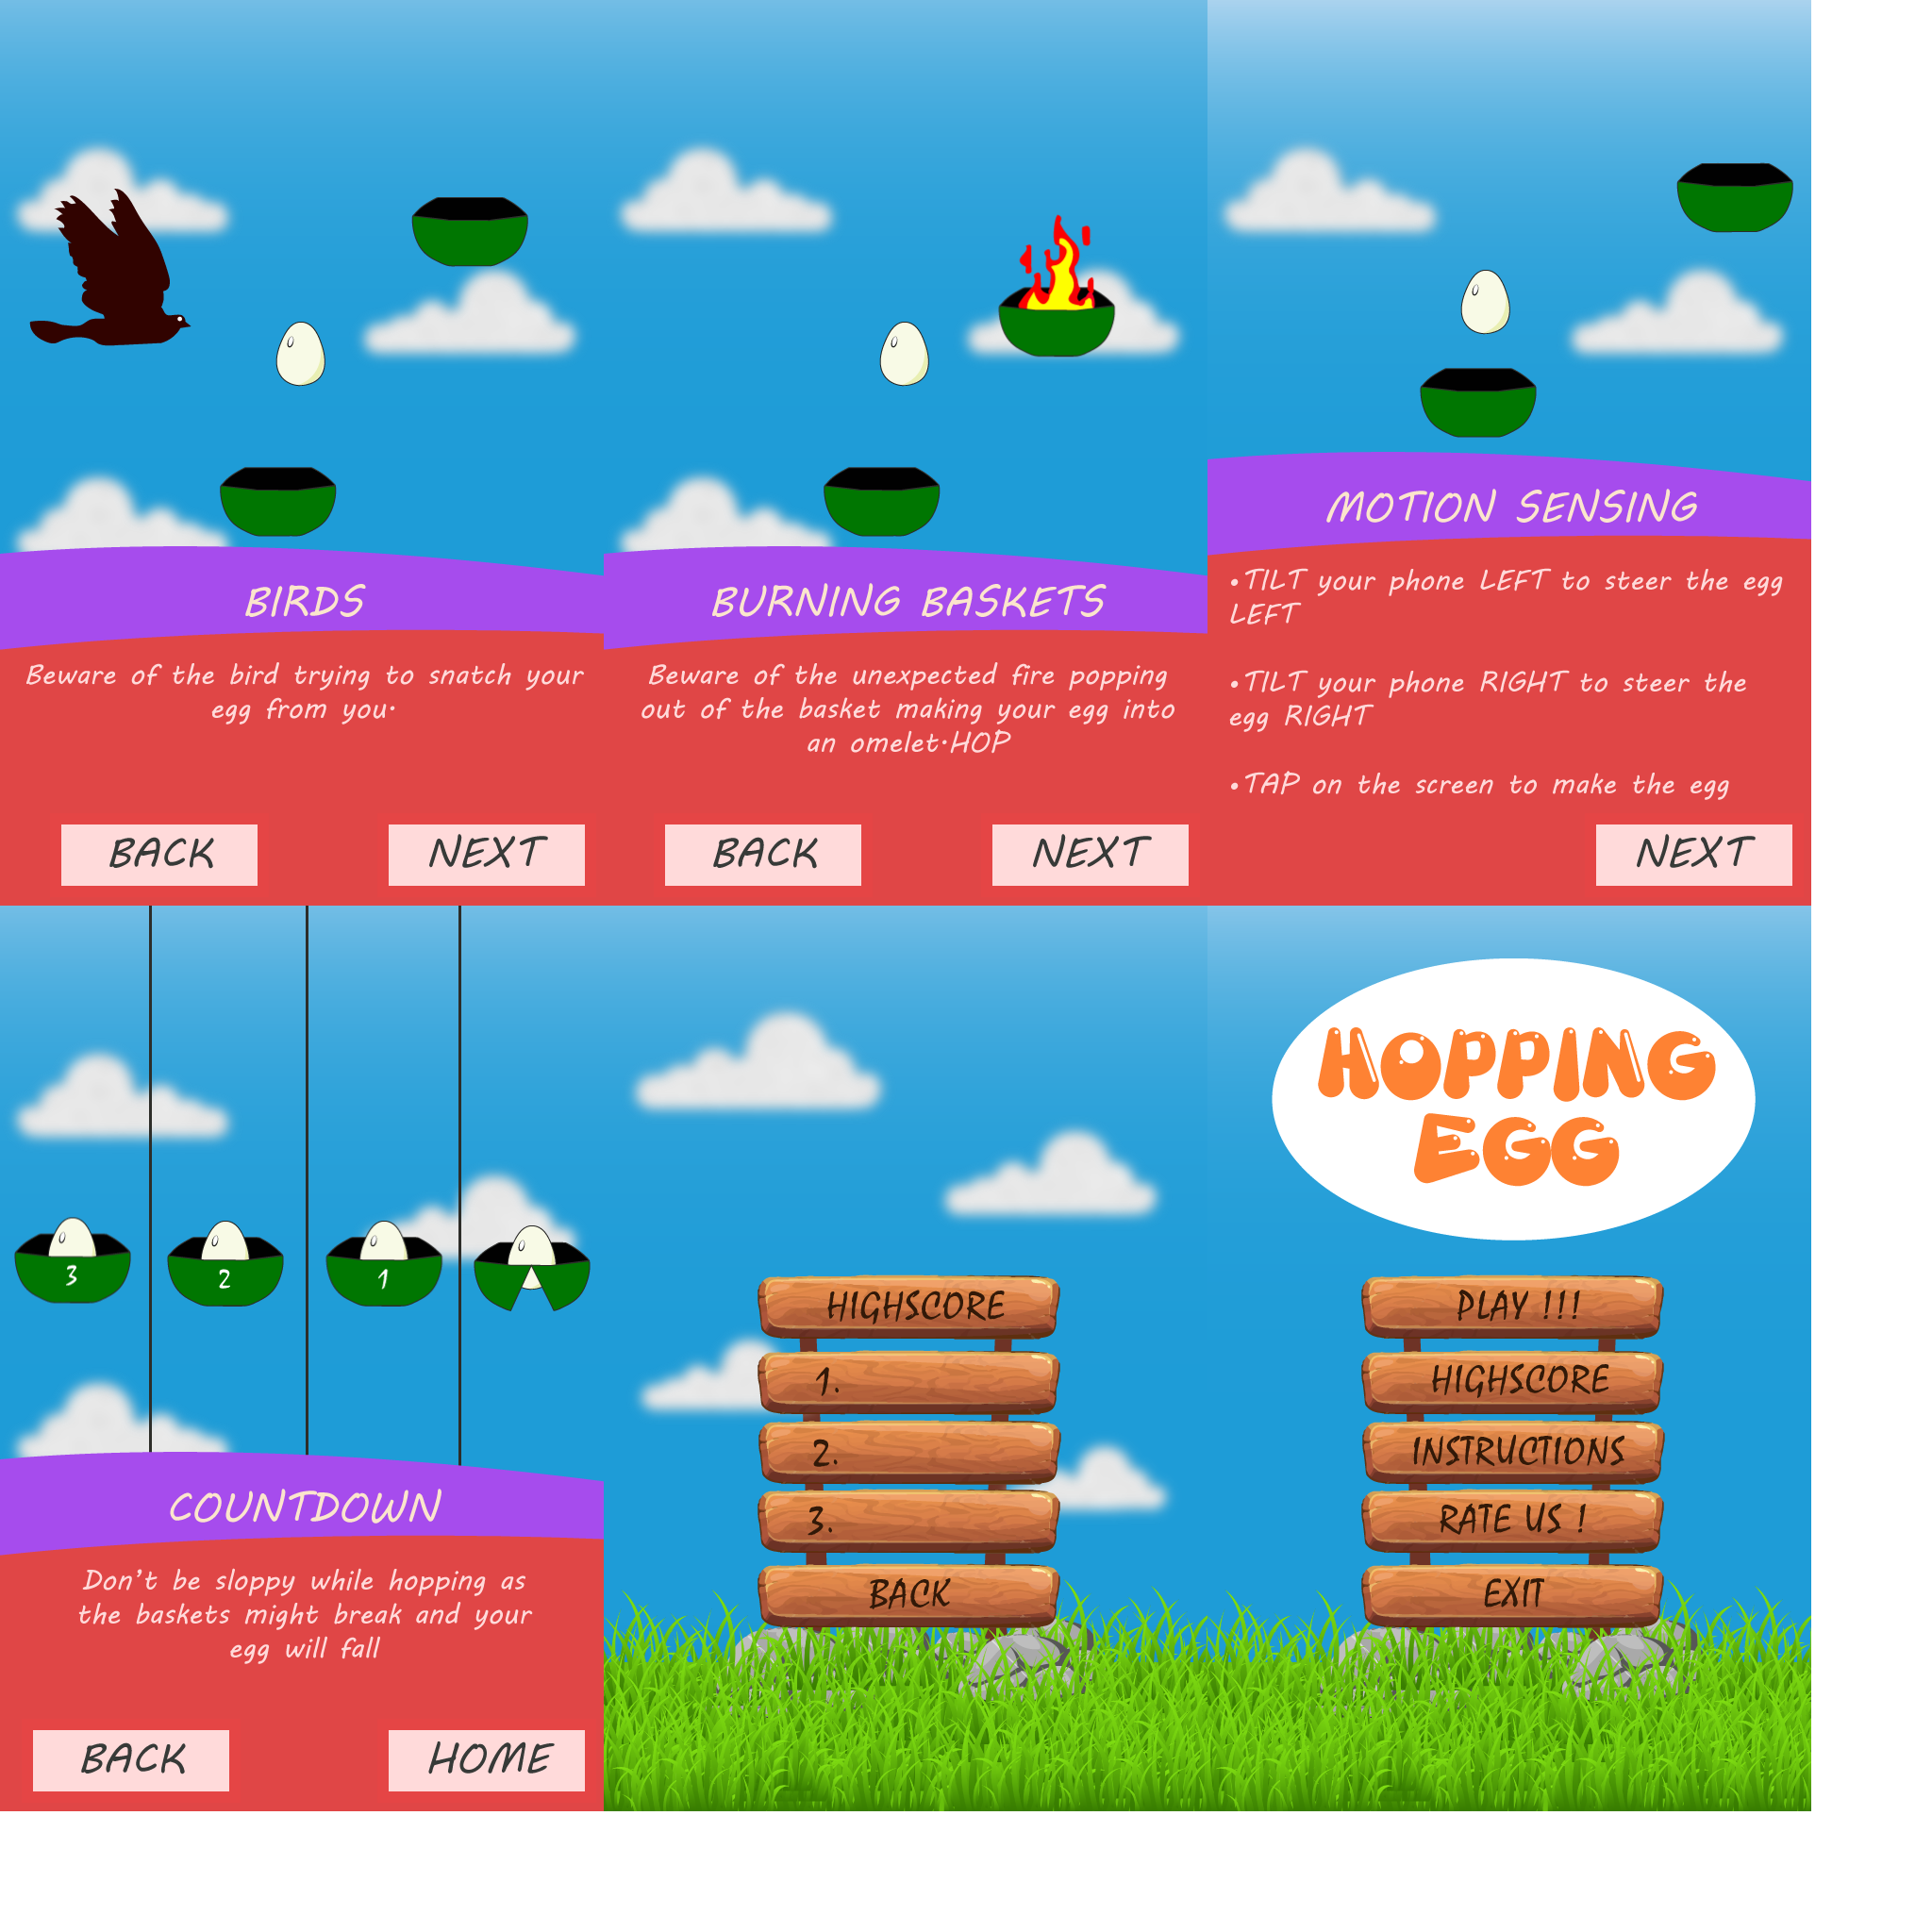 BIRDS
Beware of the bird trying to snatch your
egg from you.
BACK
NEXT
BURNING BASKETS
Beware of the unexpected fire popping
out of the basket making your egg into
an omelet.HOP
BACK
NEXT
MOTION SENSING
•TILT your phone LEFT to steer the egg
LEFT
•TILT your phone RIGHT to steer the
egg RIGHT
•TAP on the screen to make the egg
NEXT
3
2
1
COUNTDOWN
Don't be sloppy while hopping as
the baskets might break and your
egg will fall
BACK
HOME
HIGHSCORE
1.
2.
3.
BACK
HOPPING
EGG
PLAY !!!
HIGHSCORE
INSTRUCTIONS
RATE US !
EXIT